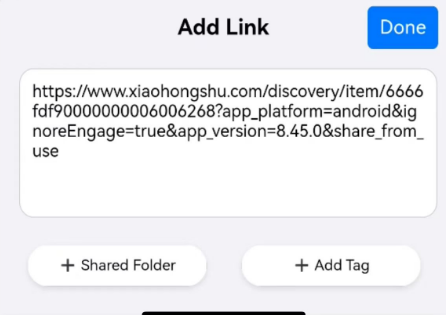 Add Link
Done
https://www.xiaohongshu.com/discovery/item/6666
fdf90000000006006268?app_platform=android&ig
noreEngage=true&app_version=8.45.0&share_from_
use
+ Shared Folder
+ Add Tag